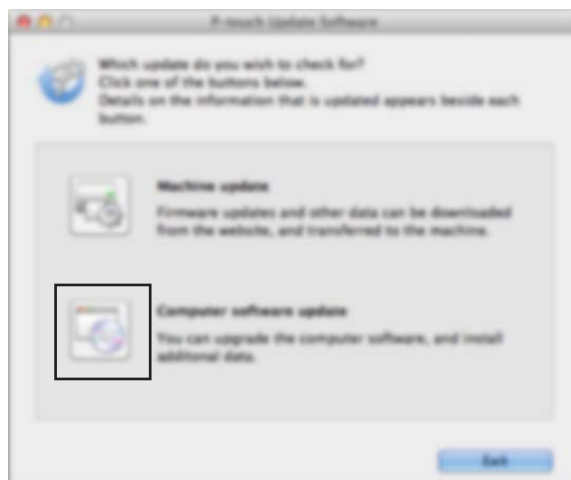 P-touch Update Software
Which update do you wish to check for?
Click one of the buttons below.
Details on the information that is updated appears beside each
button.
Machine update
Firmware updates and other data can be downloaded
from the website, and transferred to the machine.
Computer software update
You can upgrade the computer software, and install
additonal data.
Exit